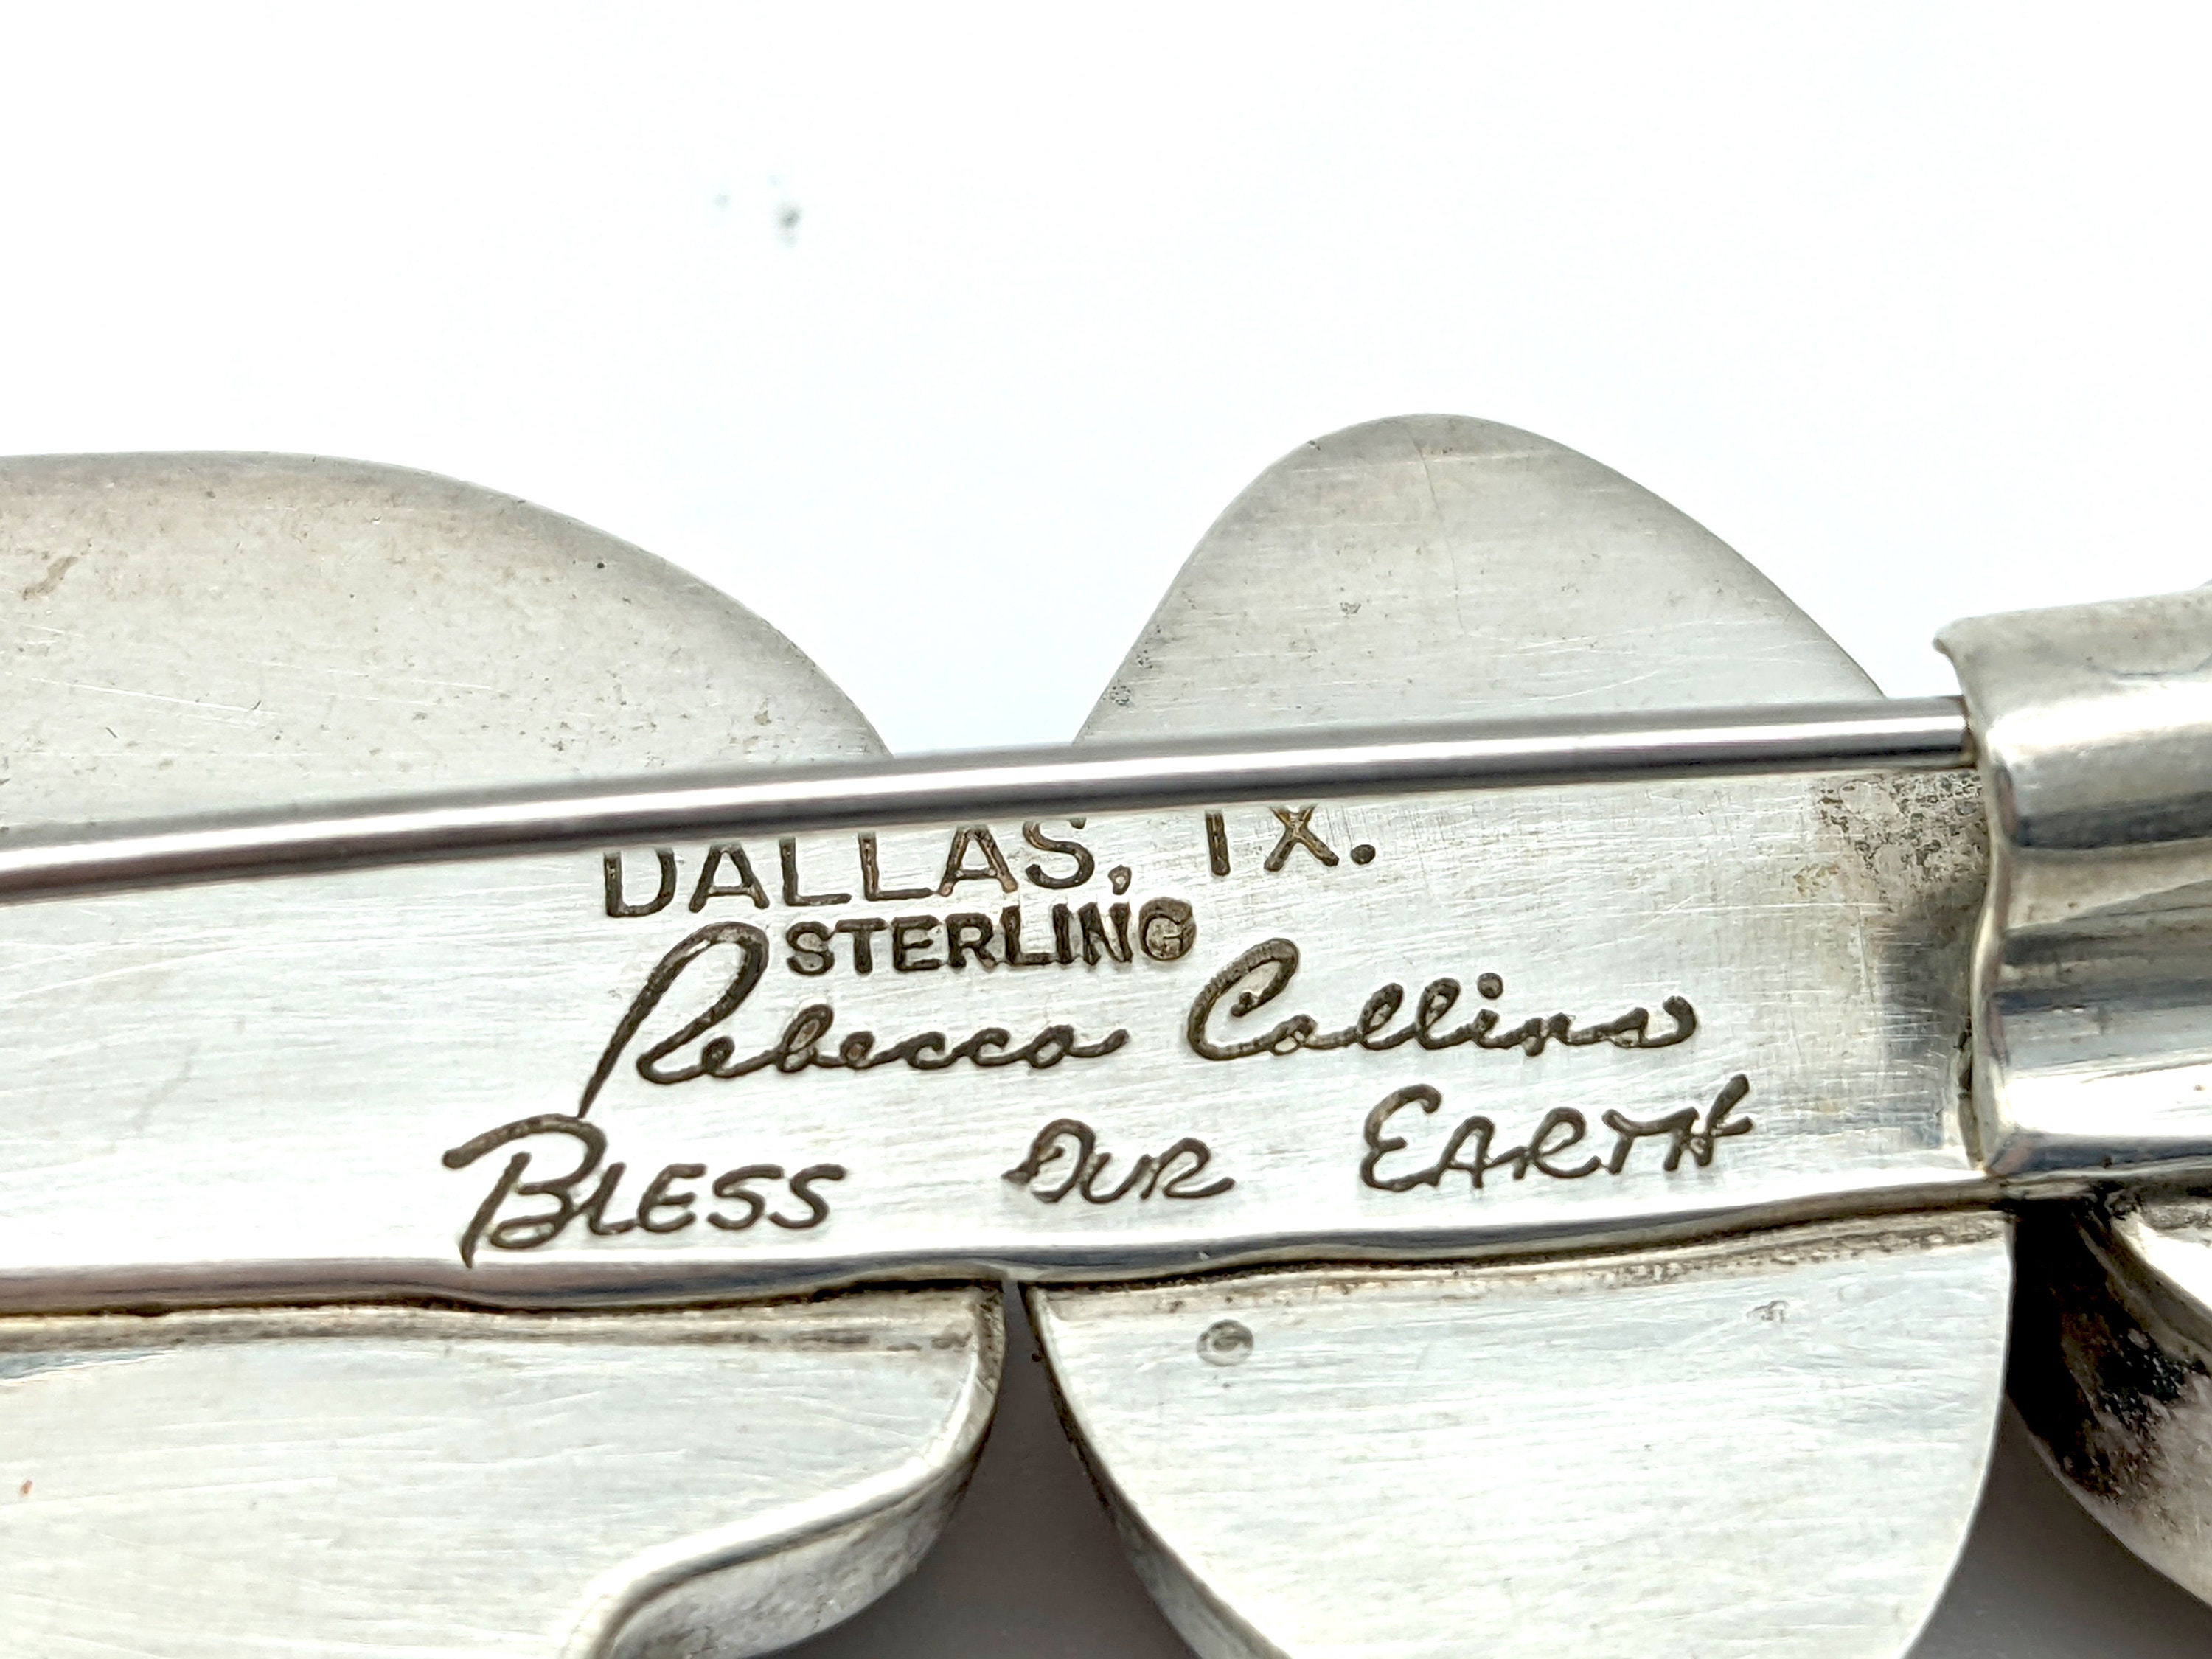 DALLAS, TX.
STERLING
Rebecca Collins
BLESS OUR EARTH